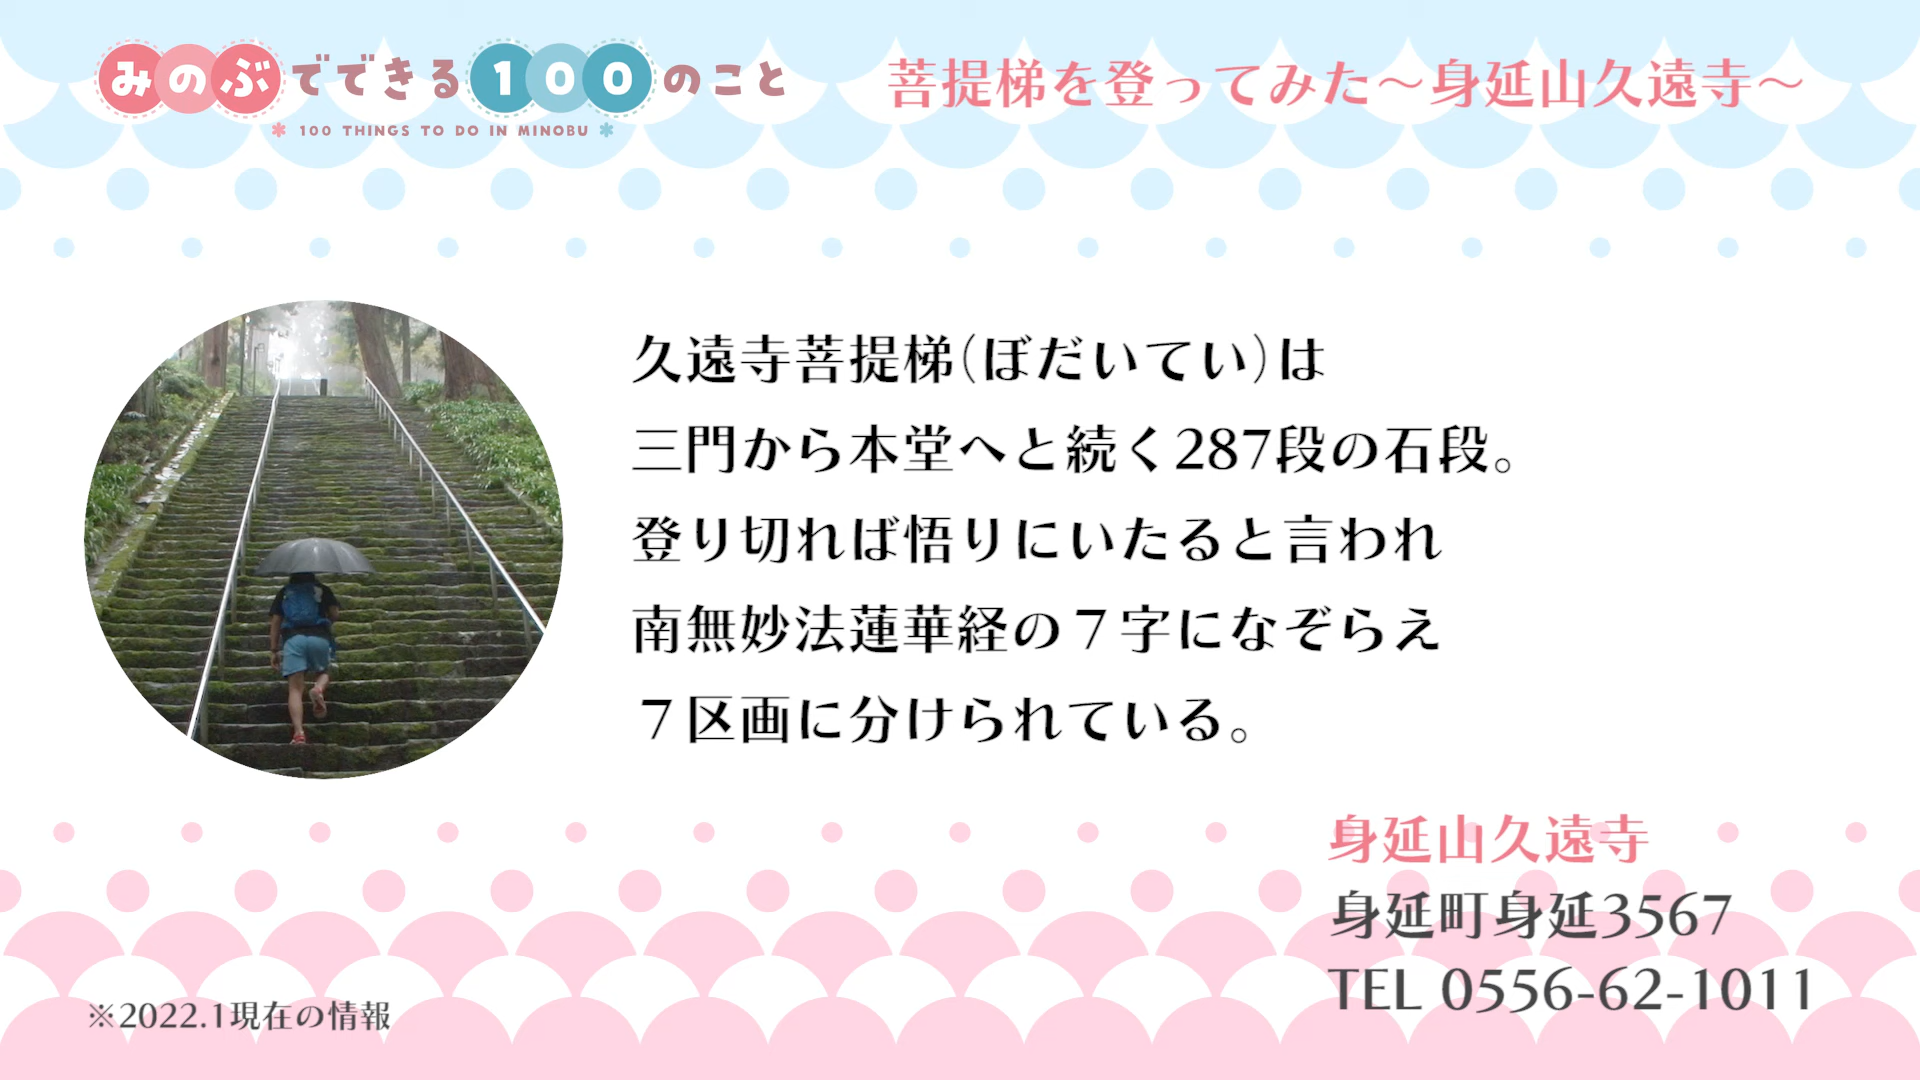 みのぶでできる100のこと
100 THINGS TO DO IN MINOBU
菩提梯を登ってみた～身延山久遠寺～
久遠寺菩提梯（ぼだいてい）は
三門から本堂へと続く287段の石段。
登り切れば悟りにいたると言われ
南無妙法蓮華経の７字になぞらえ
７区画に分けられている。
身延山久遠寺
身延町身延3567
TEL 0556-62-1011
※2022.1現在の情報